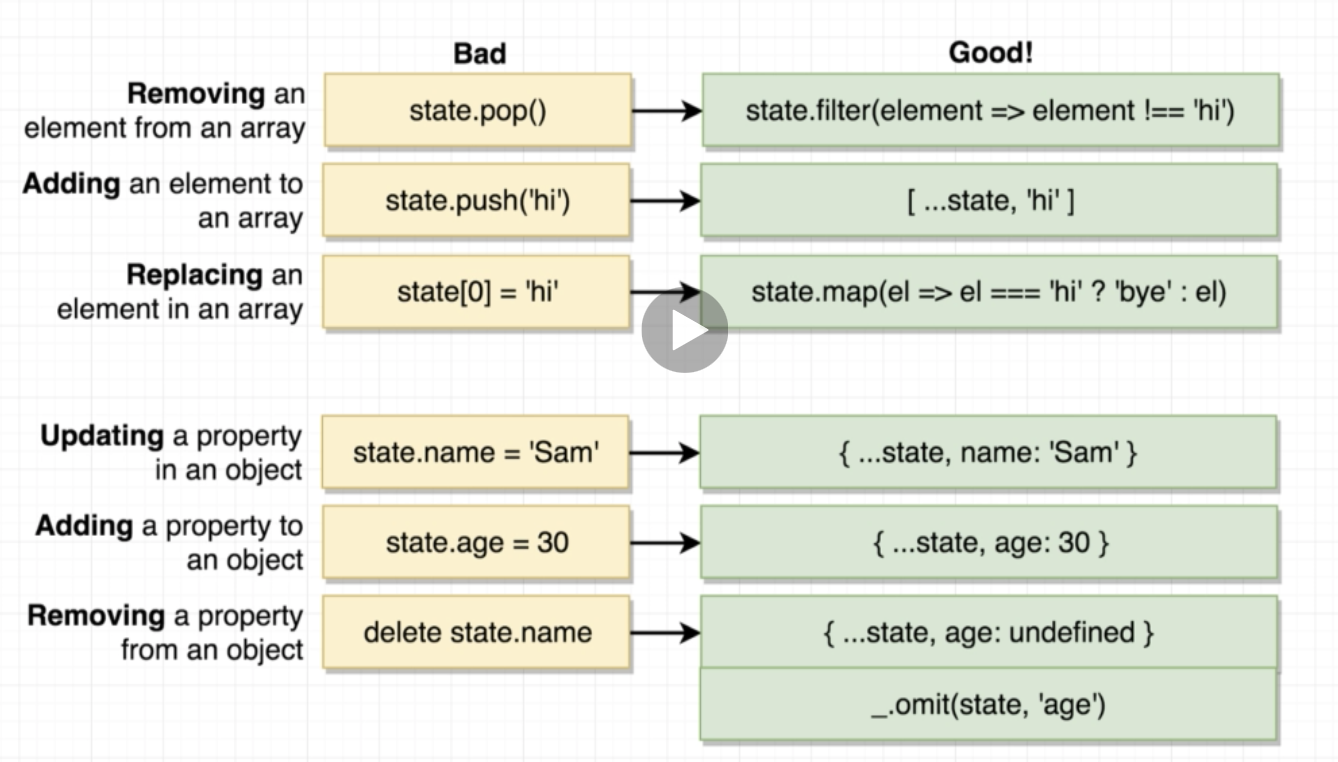 Bad
Good!
Removing an
element from an array
state.pop()
state.filter(element => element !== 'hi')
Adding an element to
an array
state.push('hi')
[ ...state, 'hi' ]
Replacing an
element in an array
state[0] = 'hi'
state.map(el => el === 'hi' ? 'bye' : el)
Updating a property
in an object
state.name = 'Sam'
{ ...state, name: 'Sam' }
Adding a property to
an object
state.age = 30
{ ...state, age: 30 }
Removing a property
from an object
delete state.name
{ ...state, age: undefined }
_.omit(state, 'age')